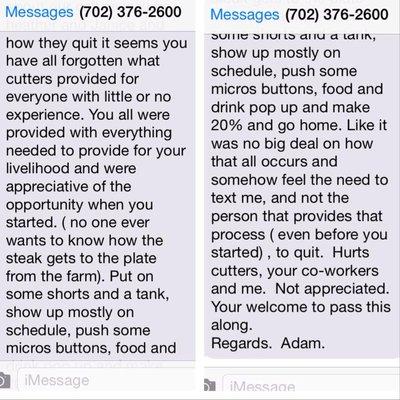 Messages (702) 376-2600
how they quit it seems you
have all forgotten what
cutters provided for
everyone with little or no
experience. You all were
provided with everything
needed to provide for your
livelihood and were
appreciative of the
opportunity when you
started. ( no one ever
wants to know how the
steak gets to the plate
from the farm). Put on
some shorts and a tank,
show up mostly on
schedule, push some
micros buttons, food and
drink pop up and make
iMessage
Messages (702) 376-2600
some shorts and a tank,
show up mostly on
schedule, push some
micros buttons, food and
drink pop up and make
20% and go home. Like it
was no big deal on how
that all occurs and
somehow feel the need to
text me, and not the
person that provides that
process ( even before you
started) , to quit.  Hurts
cutters, your co-workers
and me.  Not appreciated.
Your welcome to pass this
along.
Regards.  Adam.
iMessage